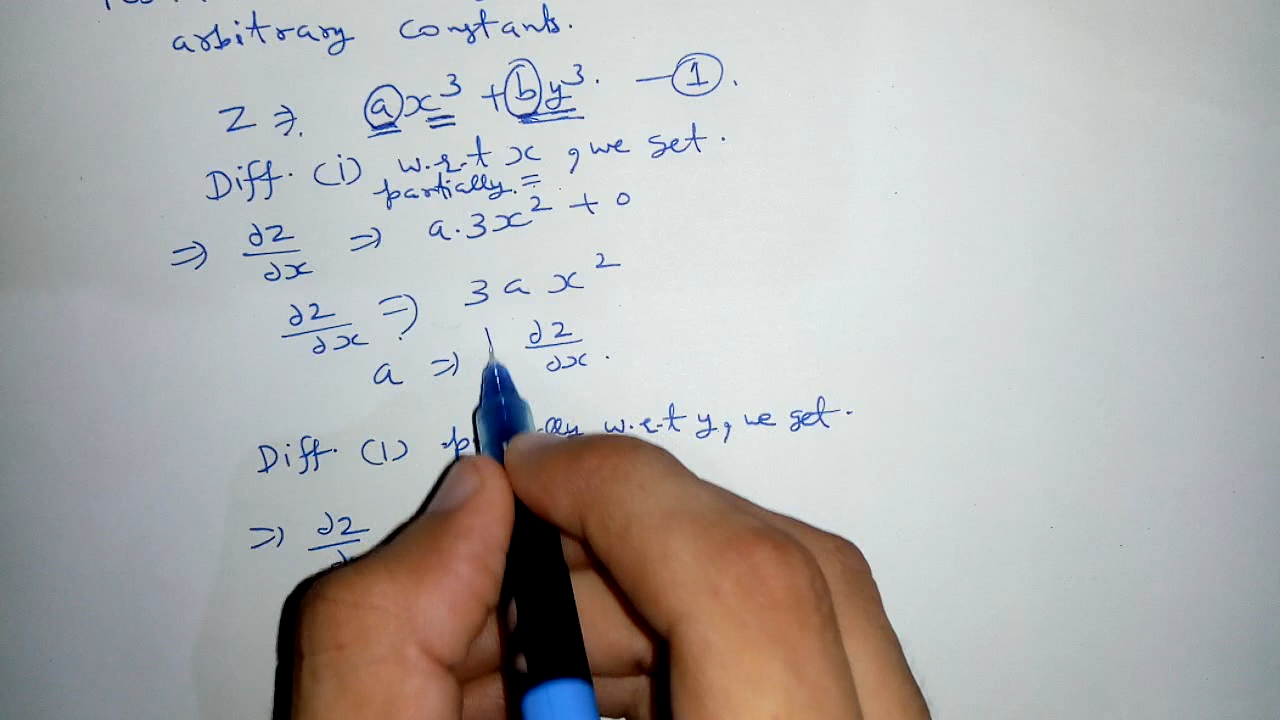 arbitrary constants.
Z ⇒. ax³ + by³. —①.
Diff. (i) w.r.t x, we get.
partially.
⇒ ∂z/∂x ⇒ a.3x² + 0
∂z/∂x ⇒ 3ax²
a ⇒ 1 ∂z/∂x.
Diff. (1) w.r.t y, we get.
⇒ ∂z